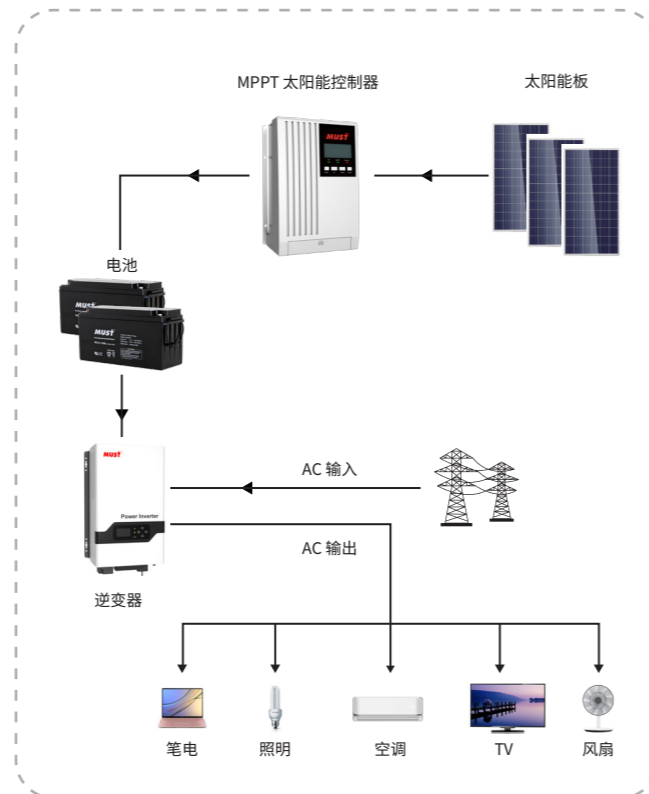 MPPT 太阳能控制器
太阳能板
MUST
电池
MUST
MUST
MUST
Power Inverter
AC 输入
AC 输出
逆变器
笔电
照明
空调
TV
风扇